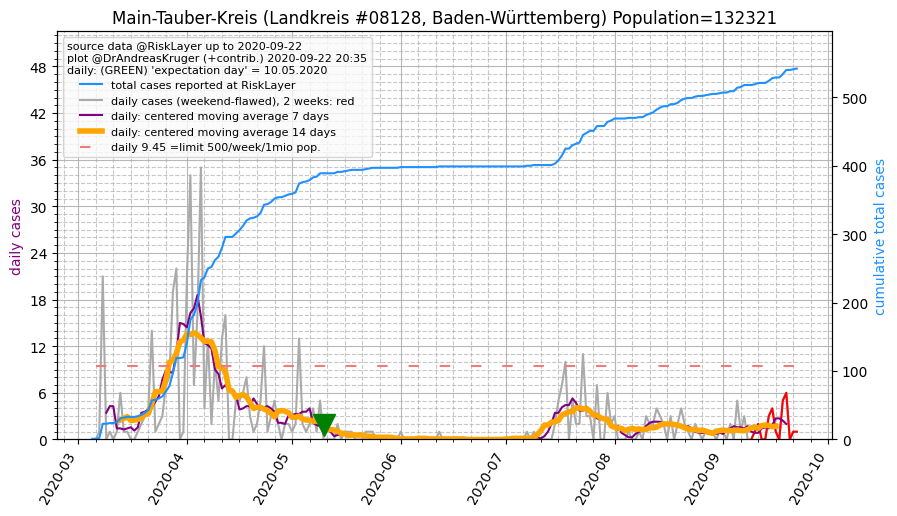 Main-Tauber-Kreis (Landkreis #08128, Baden-Württemberg) Population=132321
source data @RiskLayer up to 2020-09-22
plot @DrAndreasKruger (+contrib.) 2020-09-22 20:35
daily: (GREEN) 'expectation day' = 10.05.2020
total cases reported at RiskLayer
daily cases (weekend-flawed), 2 weeks: red
daily: centered moving average 7 days
daily: centered moving average 14 days
daily 9.45 =limit 500/week/1mio pop.
daily cases
48
42
36
30
24
18
12
6
0
500
400
300
200
100
0
cumulative total cases
2020-03
2020-04
2020-05
2020-06
2020-07
2020-08
2020-09
2020-10